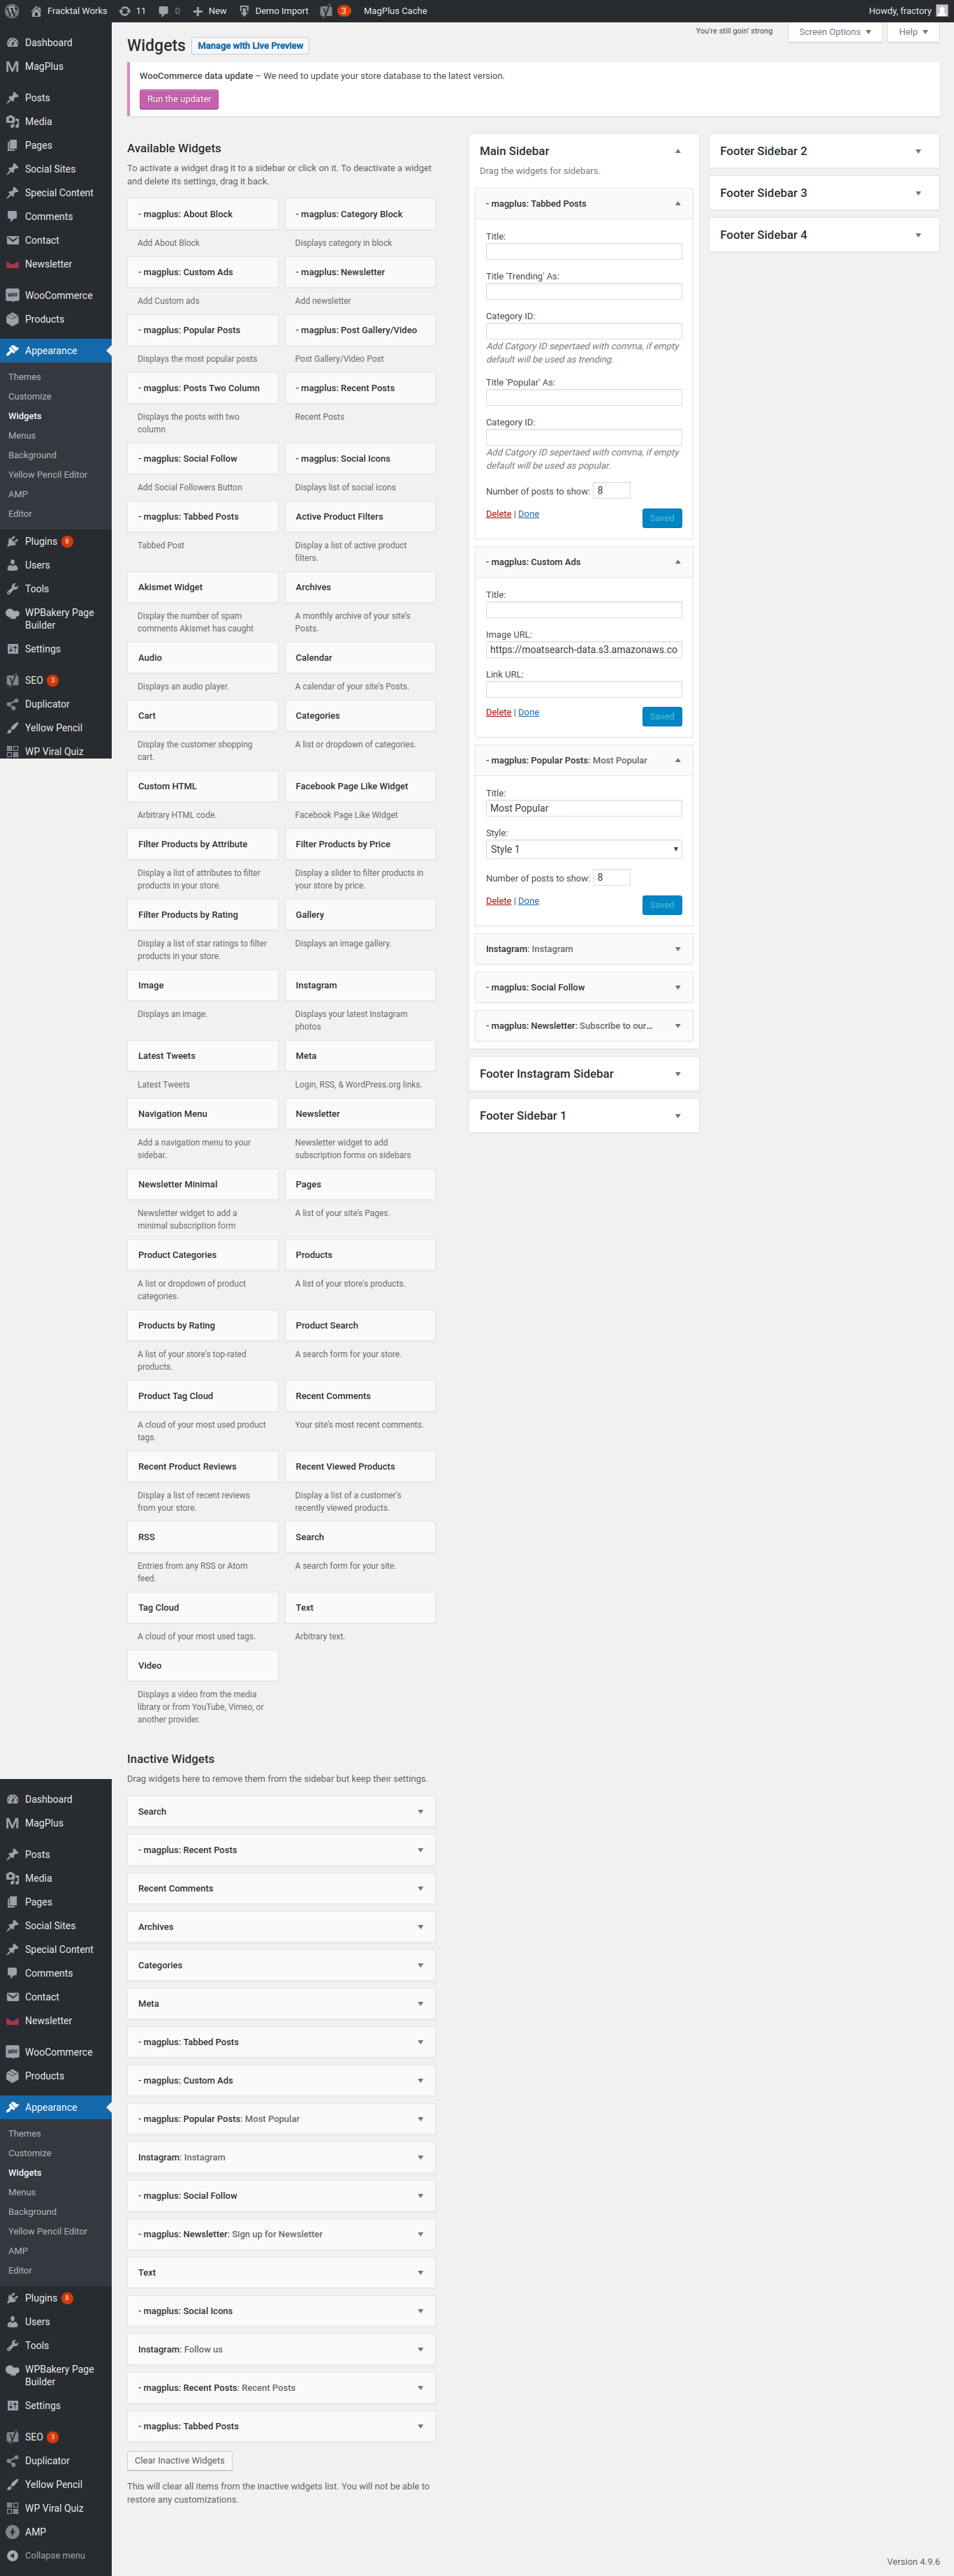 Fracktal Works 11 0 New Demo Import 3 MagPlus Cache Howdy, fractory
Dashboard
MagPlus
Posts
Media
Pages
Social Sites
Special Content
Comments
Contact
Newsletter
WooCommerce
Products
Appearance
Themes
Customize
Widgets
Menus
Background
Yellow Pencil Editor
AMP
Editor
Plugins 8
Users
Tools
WPBakery Page
Builder
Settings
SEO 3
Duplicator
Yellow Pencil
WP Viral Quiz
You're still goin' strong
Screen Options
Help
Widgets
Manage with Live Preview
WooCommerce data update – We need to update your store database to the latest version.
Run the updater
Available Widgets
To activate a widget drag it to a sidebar or click on it. To deactivate a widget
and delete its settings, drag it back.
- magplus: About Block
Add About Block
- magplus: Category Block
Displays category in block
- magplus: Custom Ads
Add Custom ads
- magplus: Newsletter
Add newsletter
- magplus: Popular Posts
Displays the most popular posts
- magplus: Post Gallery/Video
Post Gallery/Video Post
- magplus: Posts Two Column
Displays the posts with two
column
- magplus: Recent Posts
Recent Posts
- magplus: Social Follow
Add Social Followers Button
- magplus: Social Icons
Displays list of social icons
- magplus: Tabbed Posts
Tabbed Post
Active Product Filters
Display a list of active product
filters.
Akismet Widget
Display the number of spam
comments Akismet has caught
Archives
A monthly archive of your site's
Posts.
Audio
Displays an audio player.
Calendar
A calendar of your site's Posts.
Cart
Display the customer shopping
cart.
Categories
A list or dropdown of categories.
Custom HTML
Arbitrary HTML code.
Facebook Page Like Widget
Facebook Page Like Widget
Filter Products by Attribute
Display a list of attributes to filter
products in your store.
Filter Products by Price
Display a slider to filter products in
your store by price.
Filter Products by Rating
Display a list of star ratings to filter
products in your store.
Gallery
Displays an image gallery.
Image
Displays an image.
Instagram
Displays your latest Instagram
photos
Latest Tweets
Latest Tweets
Meta
Login, RSS, & WordPress.org links.
Navigation Menu
Add a navigation menu to your
sidebar.
Newsletter
Newsletter widget to add
subscription forms on sidebars
Newsletter Minimal
Newsletter widget to add a
minimal subscription form
Pages
A list of your site's Pages.
Product Categories
A list or dropdown of product
categories.
Products
A list of your store's products.
Products by Rating
A list of your store's top-rated
products.
Product Search
A search form for your store.
Product Tag Cloud
A cloud of your most used product
tags.
Recent Comments
Your site's most recent comments.
Recent Product Reviews
Display a list of recent reviews
from your store.
Recent Viewed Products
Display a list of a customer's
recently viewed products.
RSS
Entries from any RSS or Atom
feed.
Search
A search form for your site.
Tag Cloud
A cloud of your most used tags.
Text
Arbitrary text.
Video
Displays a video from the media
library or from YouTube, Vimeo, or
another provider.
Main Sidebar
Drag the widgets for sidebars.
- magplus: Tabbed Posts
Title:
Title 'Trending' As:
Category ID:
Add Catgory ID sepertaed with comma, if empty
default will be used as trending.
Title 'Popular' As:
Category ID:
Add Catgory ID sepertaed with comma, if empty
default will be used as popular.
Number of posts to show: 8
Delete | Done Saved
- magplus: Custom Ads
Title:
Image URL:
https://moatsearch-data.s3.amazonaws.co
Link URL:
Delete | Done Saved
- magplus: Popular Posts: Most Popular
Title:
Most Popular
Style:
Style 1
Number of posts to show: 8
Delete | Done Saved
Instagram: Instagram
- magplus: Social Follow
- magplus: Newsletter: Subscribe to our...
Footer Instagram Sidebar
Footer Sidebar 1
Footer Sidebar 2
Footer Sidebar 3
Footer Sidebar 4
Inactive Widgets
Drag widgets here to remove them from the sidebar but keep their settings.
Search
- magplus: Recent Posts
Recent Comments
Archives
Categories
Meta
- magplus: Tabbed Posts
- magplus: Custom Ads
- magplus: Popular Posts: Most Popular
Instagram: Instagram
- magplus: Social Follow
- magplus: Newsletter: Sign up for Newsletter
Text
- magplus: Social Icons
Instagram: Follow us
- magplus: Recent Posts: Recent Posts
- magplus: Tabbed Posts
Clear Inactive Widgets
This will clear all items from the inactive widgets list. You will not be able to
restore any customizations.
Dashboard
MagPlus
Posts
Media
Pages
Social Sites
Special Content
Comments
Contact
Newsletter
WooCommerce
Products
Appearance
Themes
Customize
Widgets
Menus
Background
Yellow Pencil Editor
AMP
Editor
Plugins 8
Users
Tools
WPBakery Page
Builder
Settings
SEO 3
Duplicator
Yellow Pencil
WP Viral Quiz
AMP
Collapse menu
Version 4.9.6